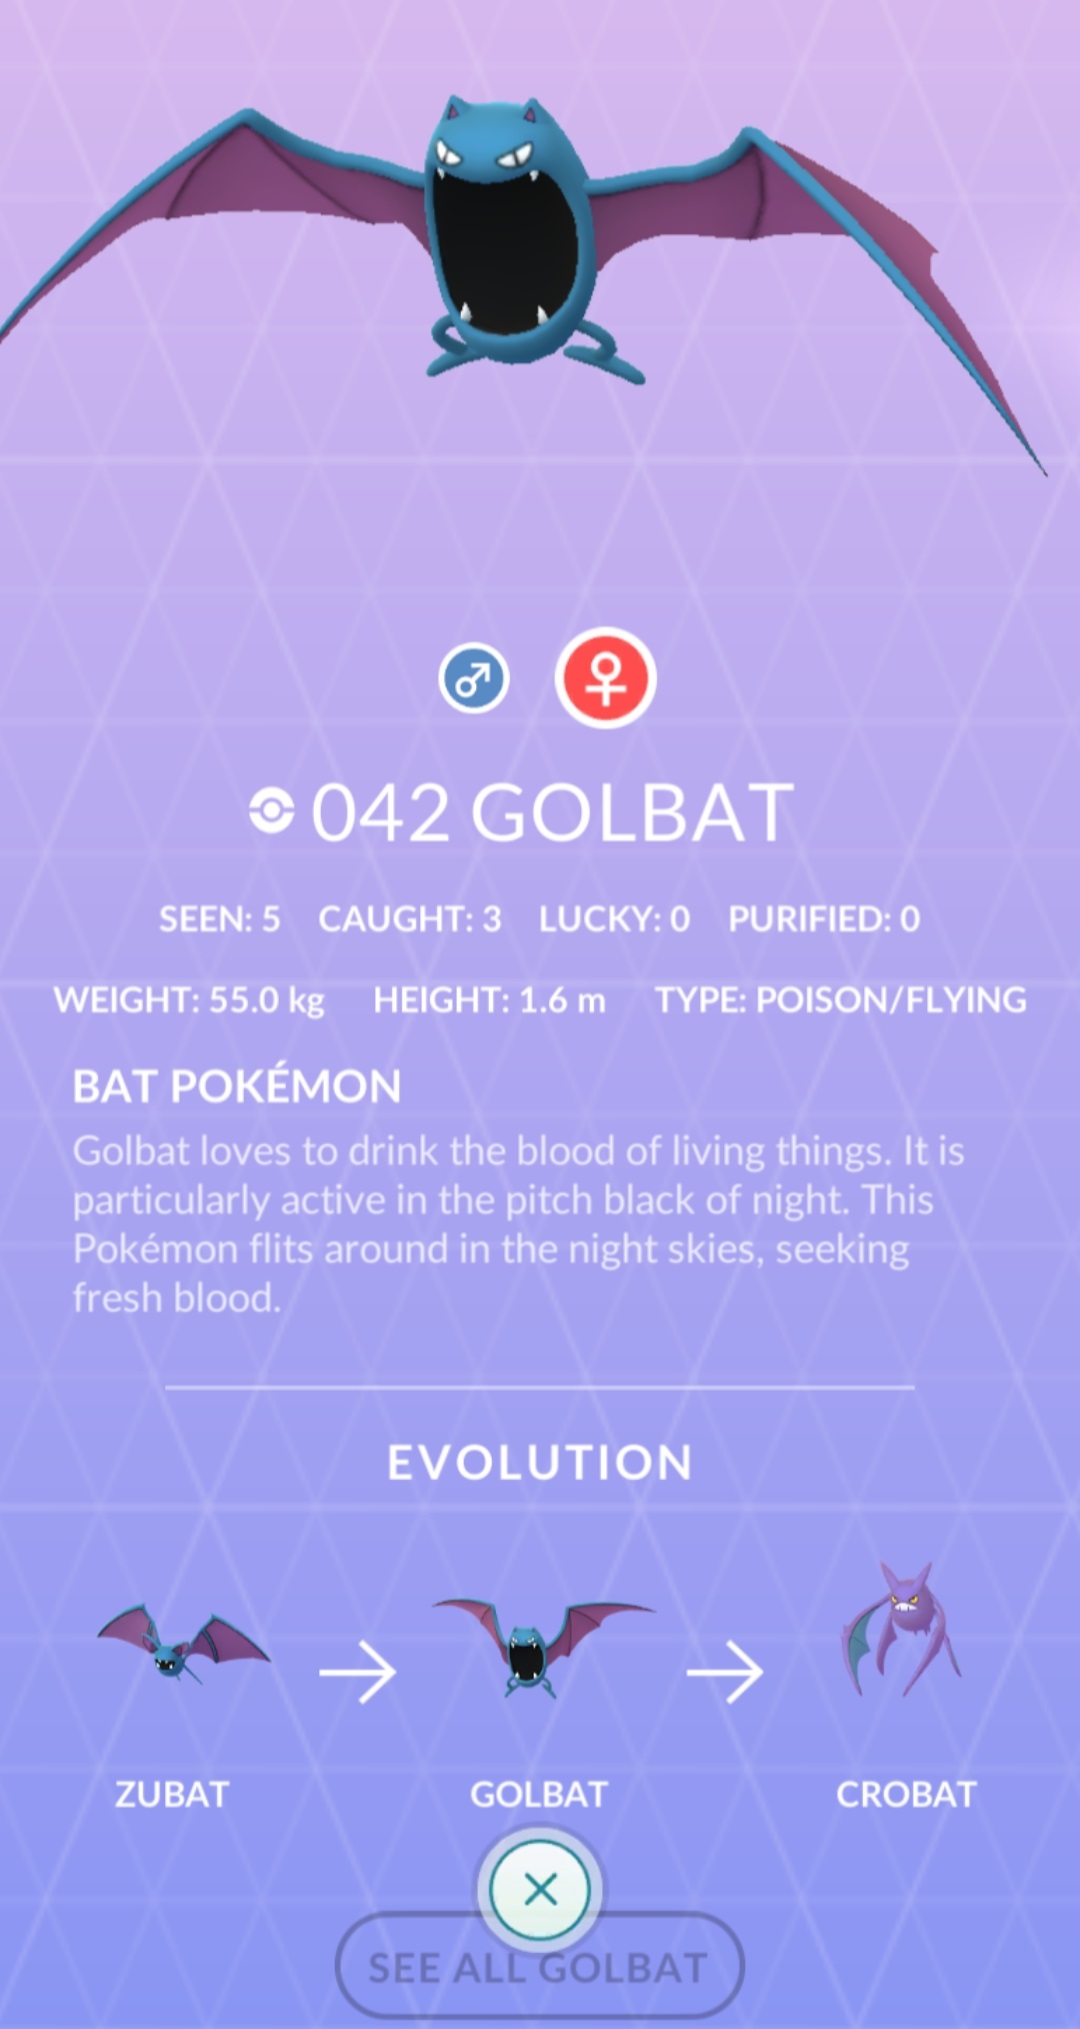 042 GOLBAT
SEEN: 5 CAUGHT: 3 LUCKY: 0 PURIFIED: 0
WEIGHT: 55.0 kg HEIGHT: 1.6 m TYPE: POISON/FLYING
BAT POKÉMON
Golbat loves to drink the blood of living things. It is
particularly active in the pitch black of night. This
Pokémon flits around in the night skies, seeking
fresh blood.
EVOLUTION
ZUBAT GOLBAT CROBAT
SEE ALL GOLBAT